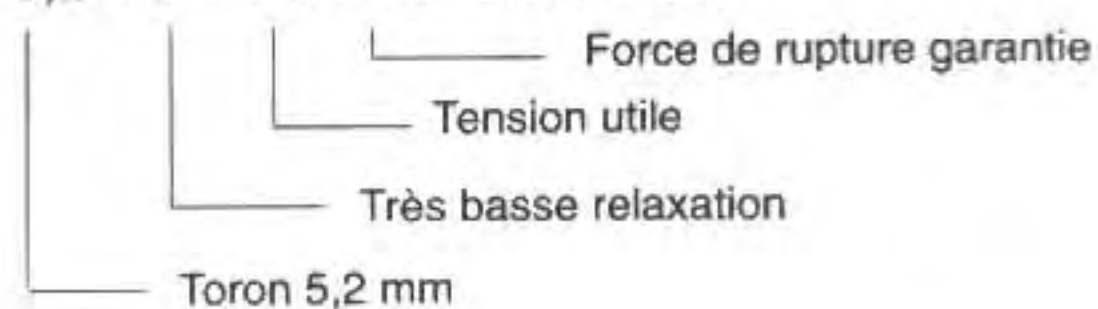 Force de rupture garantie
Tension utile
Très basse relaxation
Toron 5,2 mm